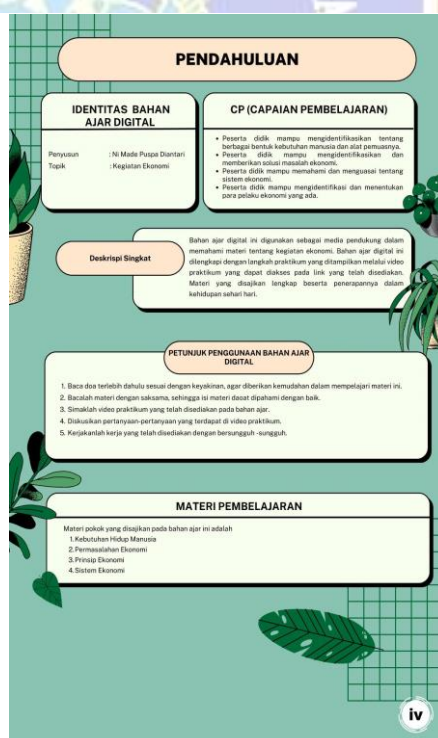 PENDAHULUAN
IDENTITAS BAHAN
AJAR DIGITAL
Penyusun : Ni Made Puspa Diantari
Topik : Kegiatan Ekonomi
CP (CAPAIAN PEMBELAJARAN)
• Peserta didik mampu mengidentifikasikan tentang
berbagai bentuk kebutuhan manusia dan alat pemuasnya.
• Peserta didik mampu mengidentifikasikan dan
memberikan solusi masalah ekonomi.
• Peserta didik mampu memahami dan menguasai tentang
sistem ekonomi.
• Peserta didik mampu mengidentifikasi dan menentukan
para pelaku ekonomi yang ada.
Deskripsi Singkat
Bahan ajar digital ini digunakan sebagai media pendukung dalam
memahami materi tentang kegiatan ekonomi. Bahan ajar digital ini
dilengkapi dengan langkah praktikum yang ditampilkan melalui video
praktikum yang dapat diakses pada link yang telah disediakan.
Materi yang disajikan lengkap beserta penerapannya dalam
kehidupan sehari hari.
PETUNJUK PENGGUNAAN BAHAN AJAR
DIGITAL
1. Baca doa terlebih dahulu sesuai dengan keyakinan, agar diberikan kemudahan dalam mempelajari materi ini.
2. Bacalah materi dengan saksama, sehingga isi materi dapat dipahami dengan baik.
3. Simaklah video praktikum yang telah disediakan pada bahan ajar.
4. Diskusikan pertanyaan-pertanyaan yang terdapat di video praktikum.
5. Kerjakanlah kerja yang telah disediakan dengan bersungguh -sungguh.
MATERI PEMBELAJARAN
Materi pokok yang disajikan pada bahan ajar ini adalah
1.Kebutuhan Hidup Manusia
2.Permasalahan Ekonomi
3.Prinsip Ekonomi
4.Sistem Ekonomi
iv